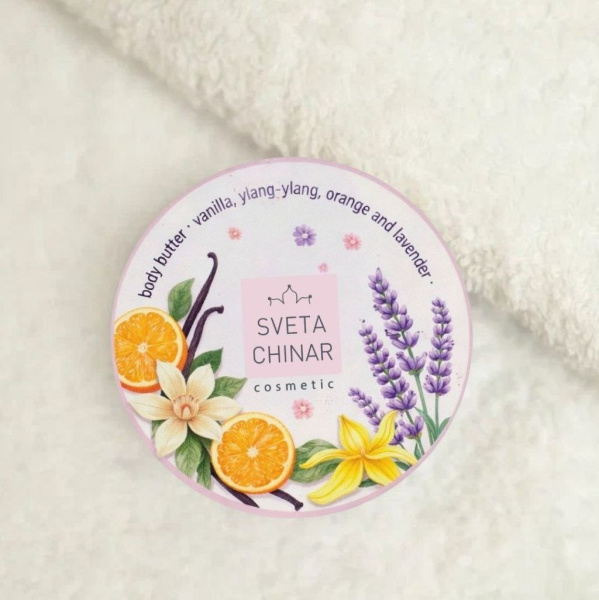 body butter · vanilla, ylang-ylang, orange and lavender ·
SVETA
CHINAR
cosmetic